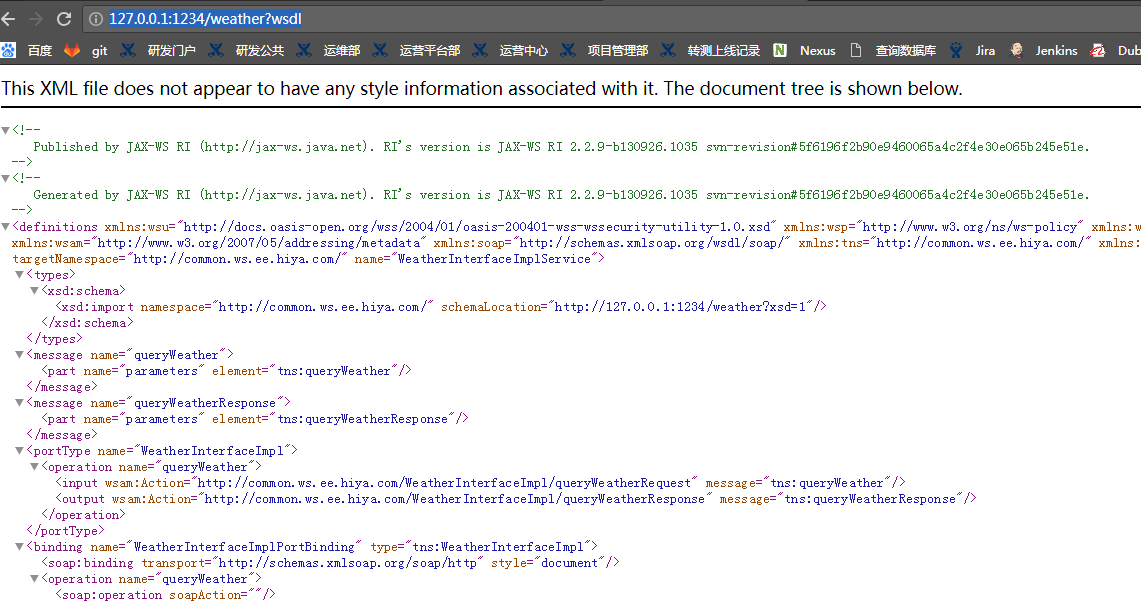 127.0.0.1:1234/weather?wsdl
百度 git 研发门户 研发公共 运维部 运营平台部 运营中心 项目管理部 转测上线记录 Nexus 查询数据库 Jira Jenkins Dub
This XML file does not appear to have any style information associated with it. The document tree is shown below.
▼<!--
Published by JAX-WS RI (http://jax-ws.java.net). RI's version is JAX-WS RI 2.2.9-b130926.1035 svn-revision#5f6196f2b90e9460065a4c2f4e30e065b245e51e.
-->
▼<!--
Generated by JAX-WS RI (http://jax-ws.java.net). RI's version is JAX-WS RI 2.2.9-b130926.1035 svn-revision#5f6196f2b90e9460065a4c2f4e30e065b245e51e.
-->
▼<definitions xmlns:wsu="http://docs.oasis-open.org/wss/2004/01/oasis-200401-wss-wssecurity-utility-1.0.xsd" xmlns:wsp="http://www.w3.org/ns/ws-policy" xmlns:w
xmlns:wsam="http://www.w3.org/2007/05/addressing/metadata" xmlns:soap="http://schemas.xmlsoap.org/wsdl/soap/" xmlns:tns="http://common.ws.ee.hiya.com/" xmlns:
targetNamespace="http://common.ws.ee.hiya.com/" name="WeatherInterfaceImplService">
▼<types>
▼<xsd:schema>
<xsd:import namespace="http://common.ws.ee.hiya.com/" schemaLocation="http://127.0.0.1:1234/weather?xsd=1"/>
</xsd:schema>
</types>
▼<message name="queryWeather">
<part name="parameters" element="tns:queryWeather"/>
</message>
▼<message name="queryWeatherResponse">
<part name="parameters" element="tns:queryWeatherResponse"/>
</message>
▼<portType name="WeatherInterfaceImpl">
▼<operation name="queryWeather">
<input wsam:Action="http://common.ws.ee.hiya.com/WeatherInterfaceImpl/queryWeatherRequest" message="tns:queryWeather"/>
<output wsam:Action="http://common.ws.ee.hiya.com/WeatherInterfaceImpl/queryWeatherResponse" message="tns:queryWeatherResponse"/>
</operation>
</portType>
▼<binding name="WeatherInterfaceImplPortBinding" type="tns:WeatherInterfaceImpl">
<soap:binding transport="http://schemas.xmlsoap.org/soap/http" style="document"/>
▼<operation name="queryWeather">
<soap:operation soapAction=""/>